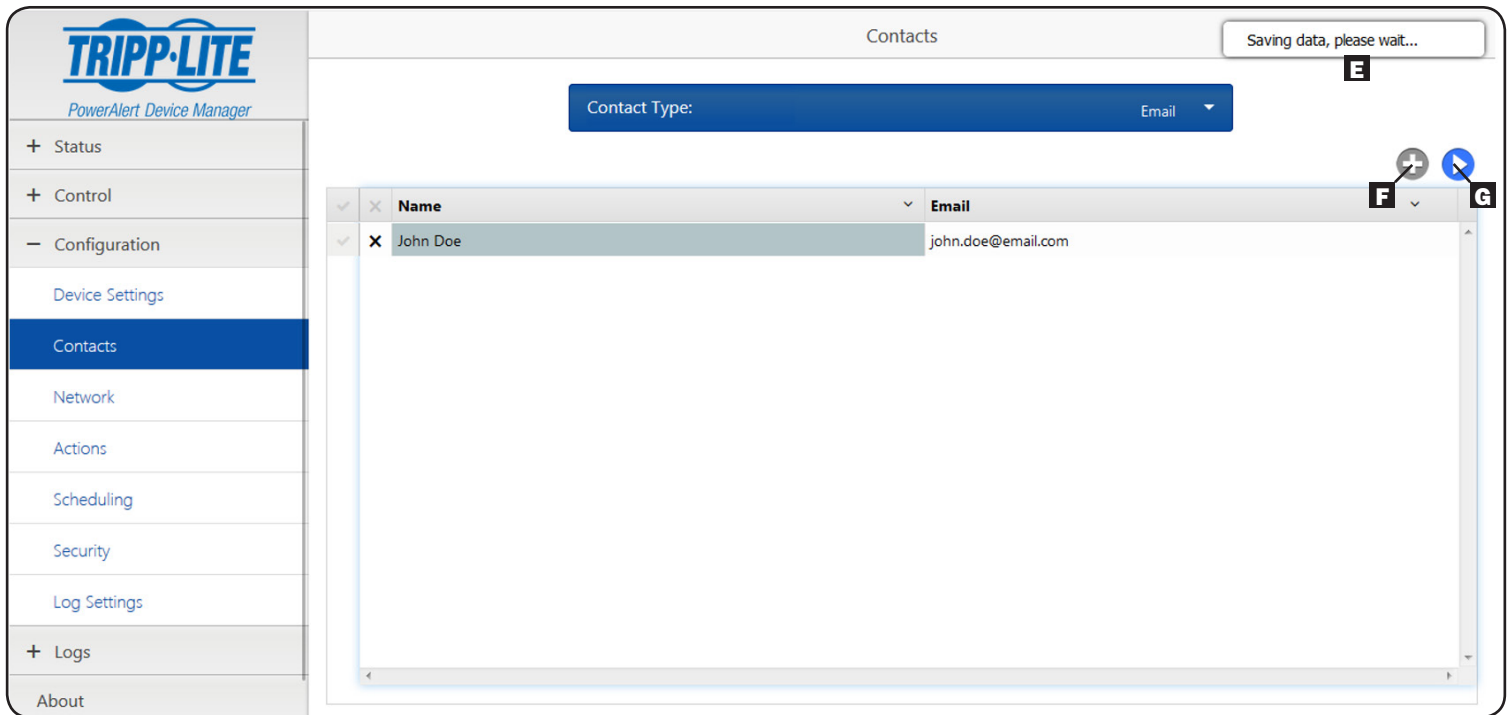 TRIPP·LITE
PowerAlert Device Manager
Contacts
Saving data, please wait...
E
Contact Type:
Email
+ Status
+ Control
− Configuration
Device Settings
Contacts
Network
Actions
Scheduling
Security
Log Settings
+ Logs
About
F
G
Name
Email
John Doe
john.doe@email.com